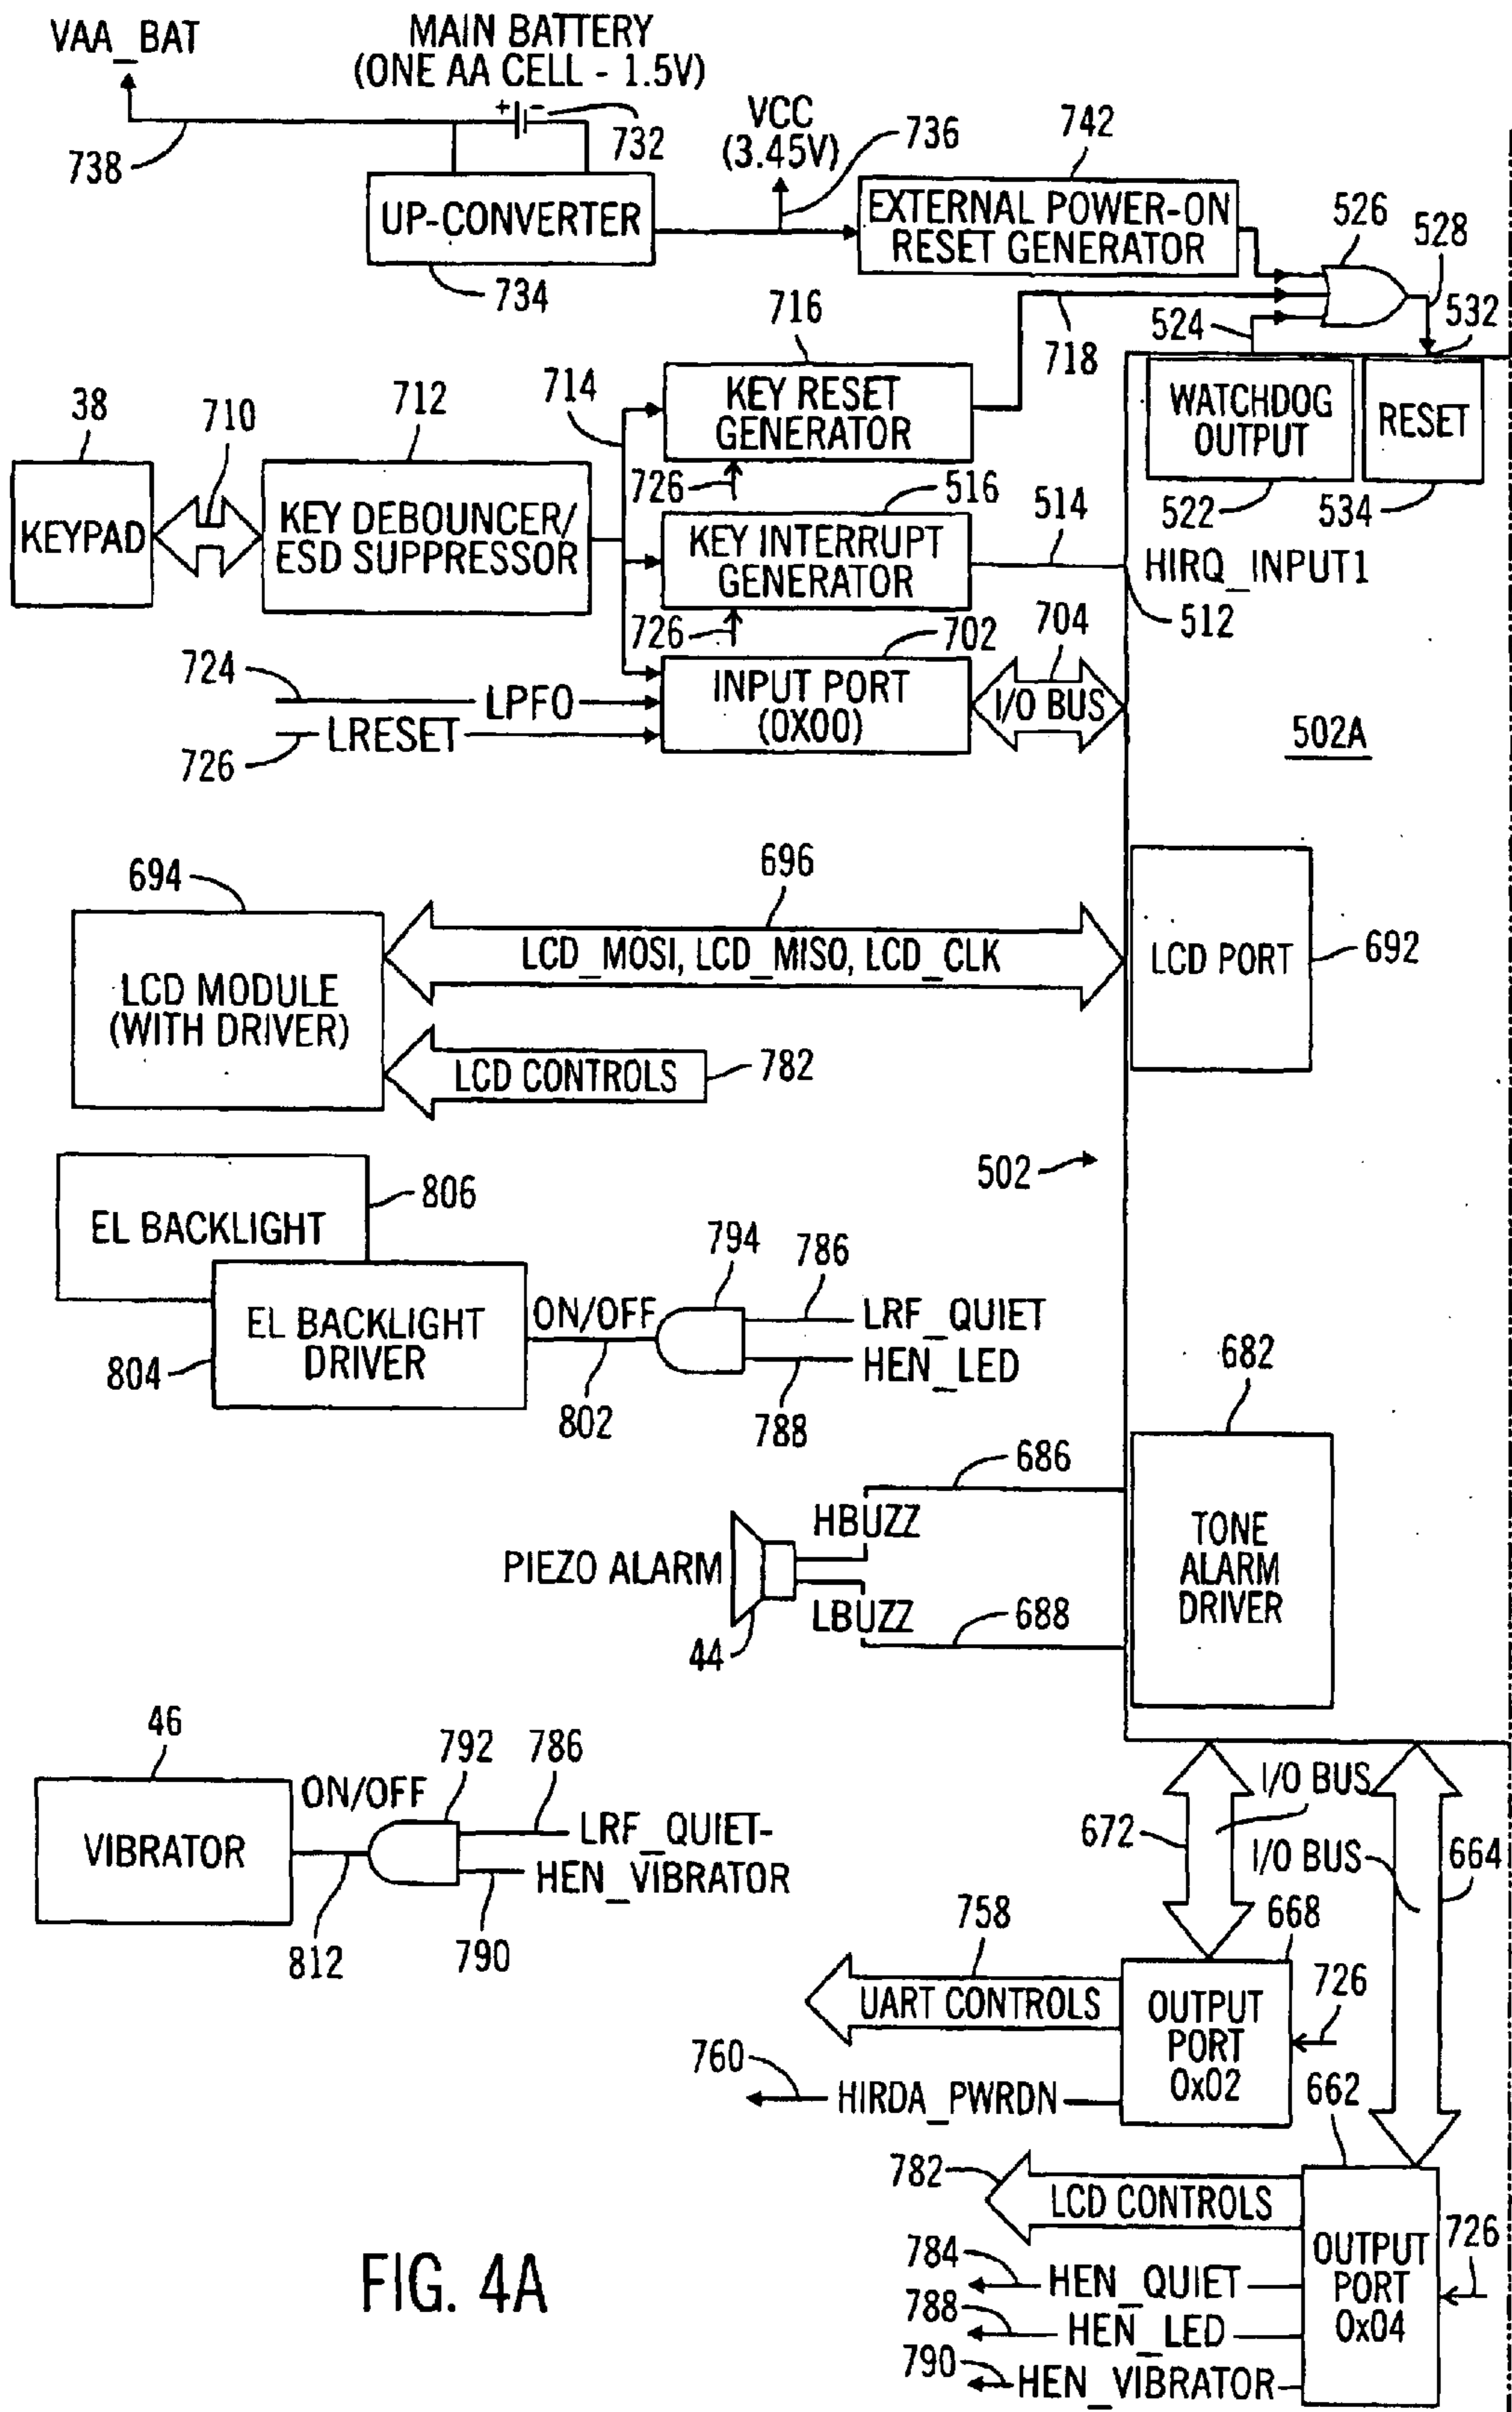 VAA_BAT
MAIN BATTERY
(ONE AA CELL - 1.5V)
+
-
738
732
VCC
(3.45V)
736
742
UP-CONVERTER
734
EXTERNAL POWER-ON
RESET GENERATOR
526
528
532
524
716
718
KEY RESET
GENERATOR
714
726
38
710
712
KEYPAD
KEY DEBOUNCER/
ESD SUPPRESSOR
516
KEY INTERRUPT
GENERATOR
514
726
WATCHDOG
OUTPUT
522
RESET
534
HIRQ_INPUT1
512
702
704
724
LPFO
LRESET
726
INPUT PORT
(0X00)
I/O BUS
502A
694
696
LCD MODULE
(WITH DRIVER)
LCD_MOSI, LCD_MISO, LCD_CLK
LCD PORT
692
LCD CONTROLS
782
502
806
EL BACKLIGHT
794
786
EL BACKLIGHT
DRIVER
804
ON/OFF
LRF_QUIET
HEN_LED
802
788
682
686
HBUZZ
PIEZO ALARM
LBUZZ
44
688
TONE
ALARM
DRIVER
46
792
786
VIBRATOR
ON/OFF
LRF_QUIET-
HEN_VIBRATOR
812
790
672
I/O BUS
I/O BUS
664
758
668
UART CONTROLS
760
HIRDA_PWRDN
OUTPUT
PORT
0x02
726
662
782
LCD CONTROLS
784
HEN_QUIET
788
HEN_LED
790
HEN_VIBRATOR
OUTPUT
PORT
0x04
726
FIG. 4A